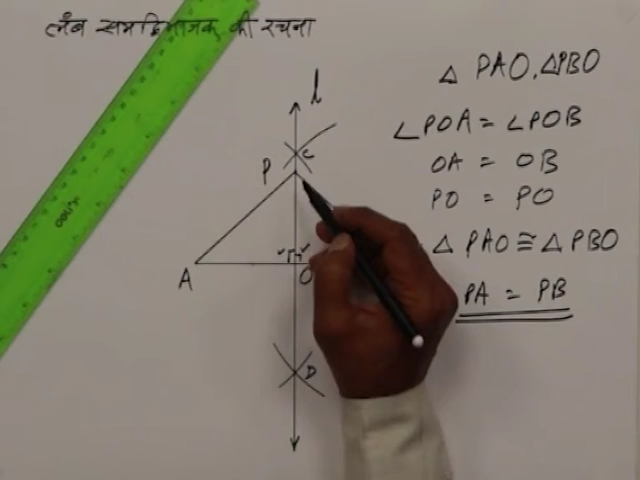 लंब समद्विभाजक की रचना
l
△ PAO, △PBO
C
∠POA = ∠POB
P
OA = OB
PO = PO
△ PAO ≅ △ PBO
A
O
PA = PB
D